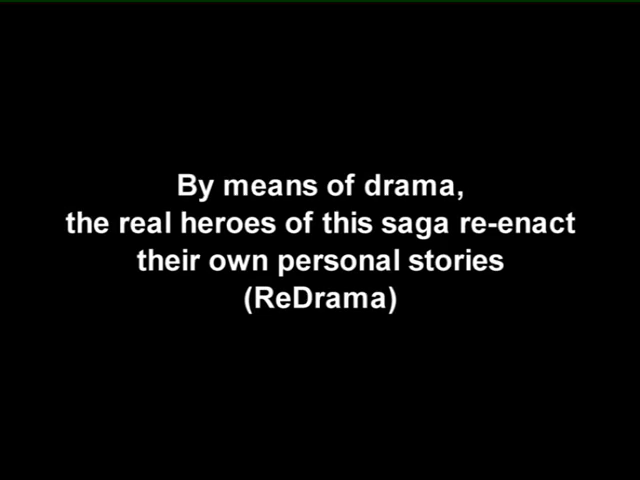 By means of drama,
the real heroes of this saga re-enact
their own personal stories
(ReDrama)